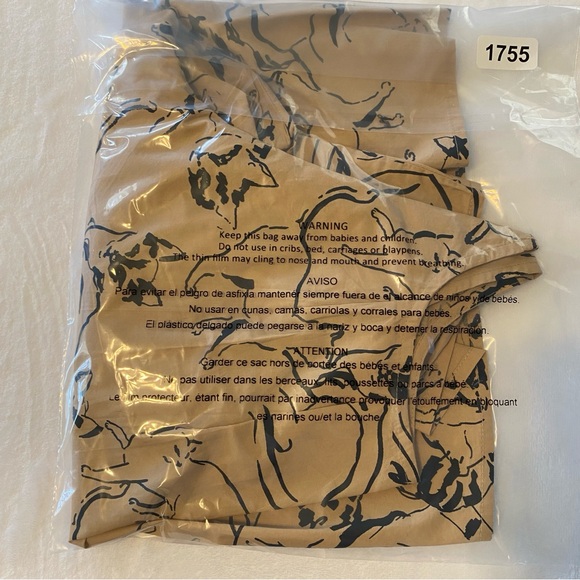 1755
WARNING
Keep this bag away from babies and children.
Do not use in cribs, bed, carriages or playpens.
The thin film may cling to nose and mouth and prevent breathing.
AVISO
Para evitar el peligro de asfixia mantener siempre fuera de el alcance de niños y de bebés.
No usar en cunas, camas, carriolas y corrales para bebés.
El plástico delgado puede pegarse a la nariz y boca y detener la respiración.
ATTENTION
Garder ce sac hors de portée des bébés et enfants.
pas utiliser dans les berceaux, lits, poussettes ou parcs à bébé
protecteur, étant fin, pourrait par inadvertance provoquer l'étouffement en bloquant
les narines ou/et la bouche